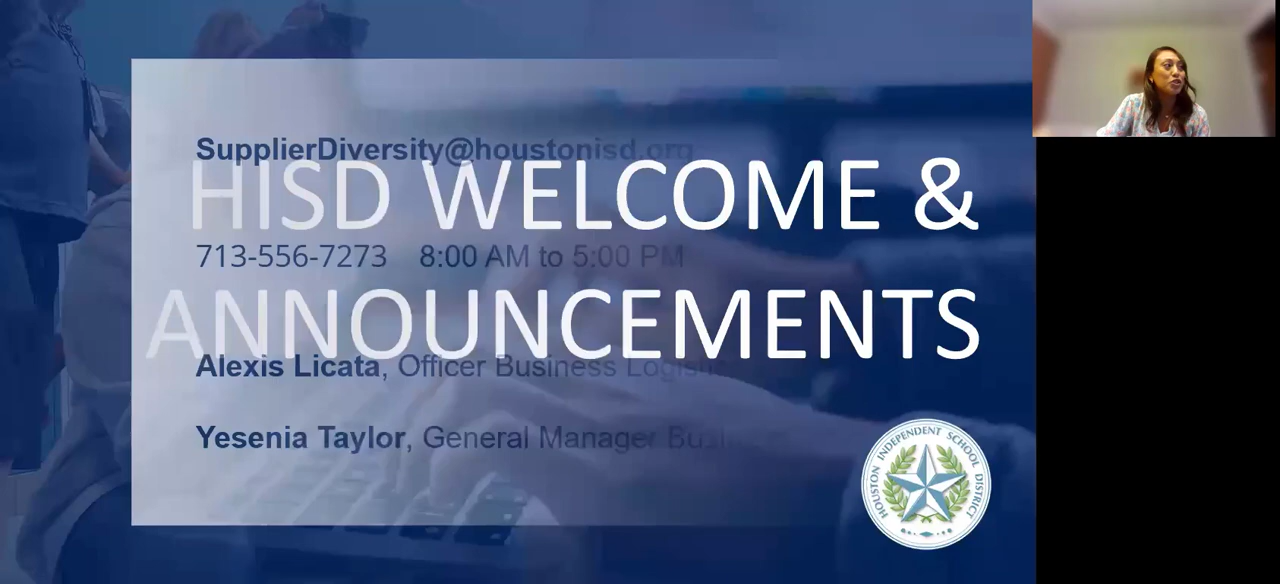 SupplierDiversity@houstonisd.org
HISD WELCOME &
713-556-7273 8:00 AM to 5:00 PM
ANNOUNCEMENTS
Alexis Licata, Officer Business
Yesenia Taylor, General Manager
HOUSTON INDEPENDENT SCHOOL DISTRICT